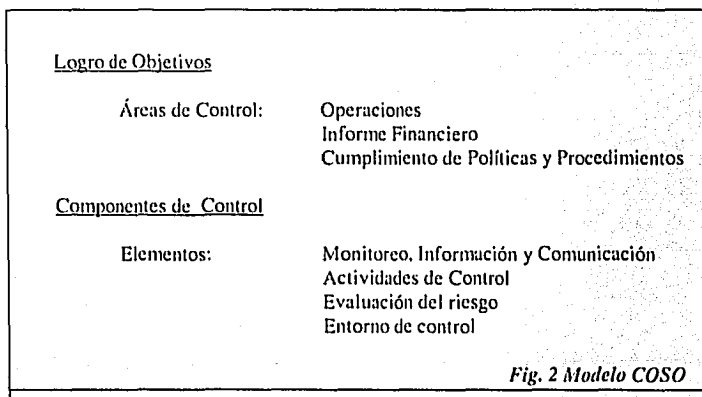 Logro de Objetivos
Áreas de Control: Operaciones
Informe Financiero
Cumplimiento de Políticas y Procedimientos
Componentes de Control
Elementos: Monitoreo, Información y Comunicación
Actividades de Control
Evaluación del riesgo
Entorno de control
Fig. 2 Modelo COSO